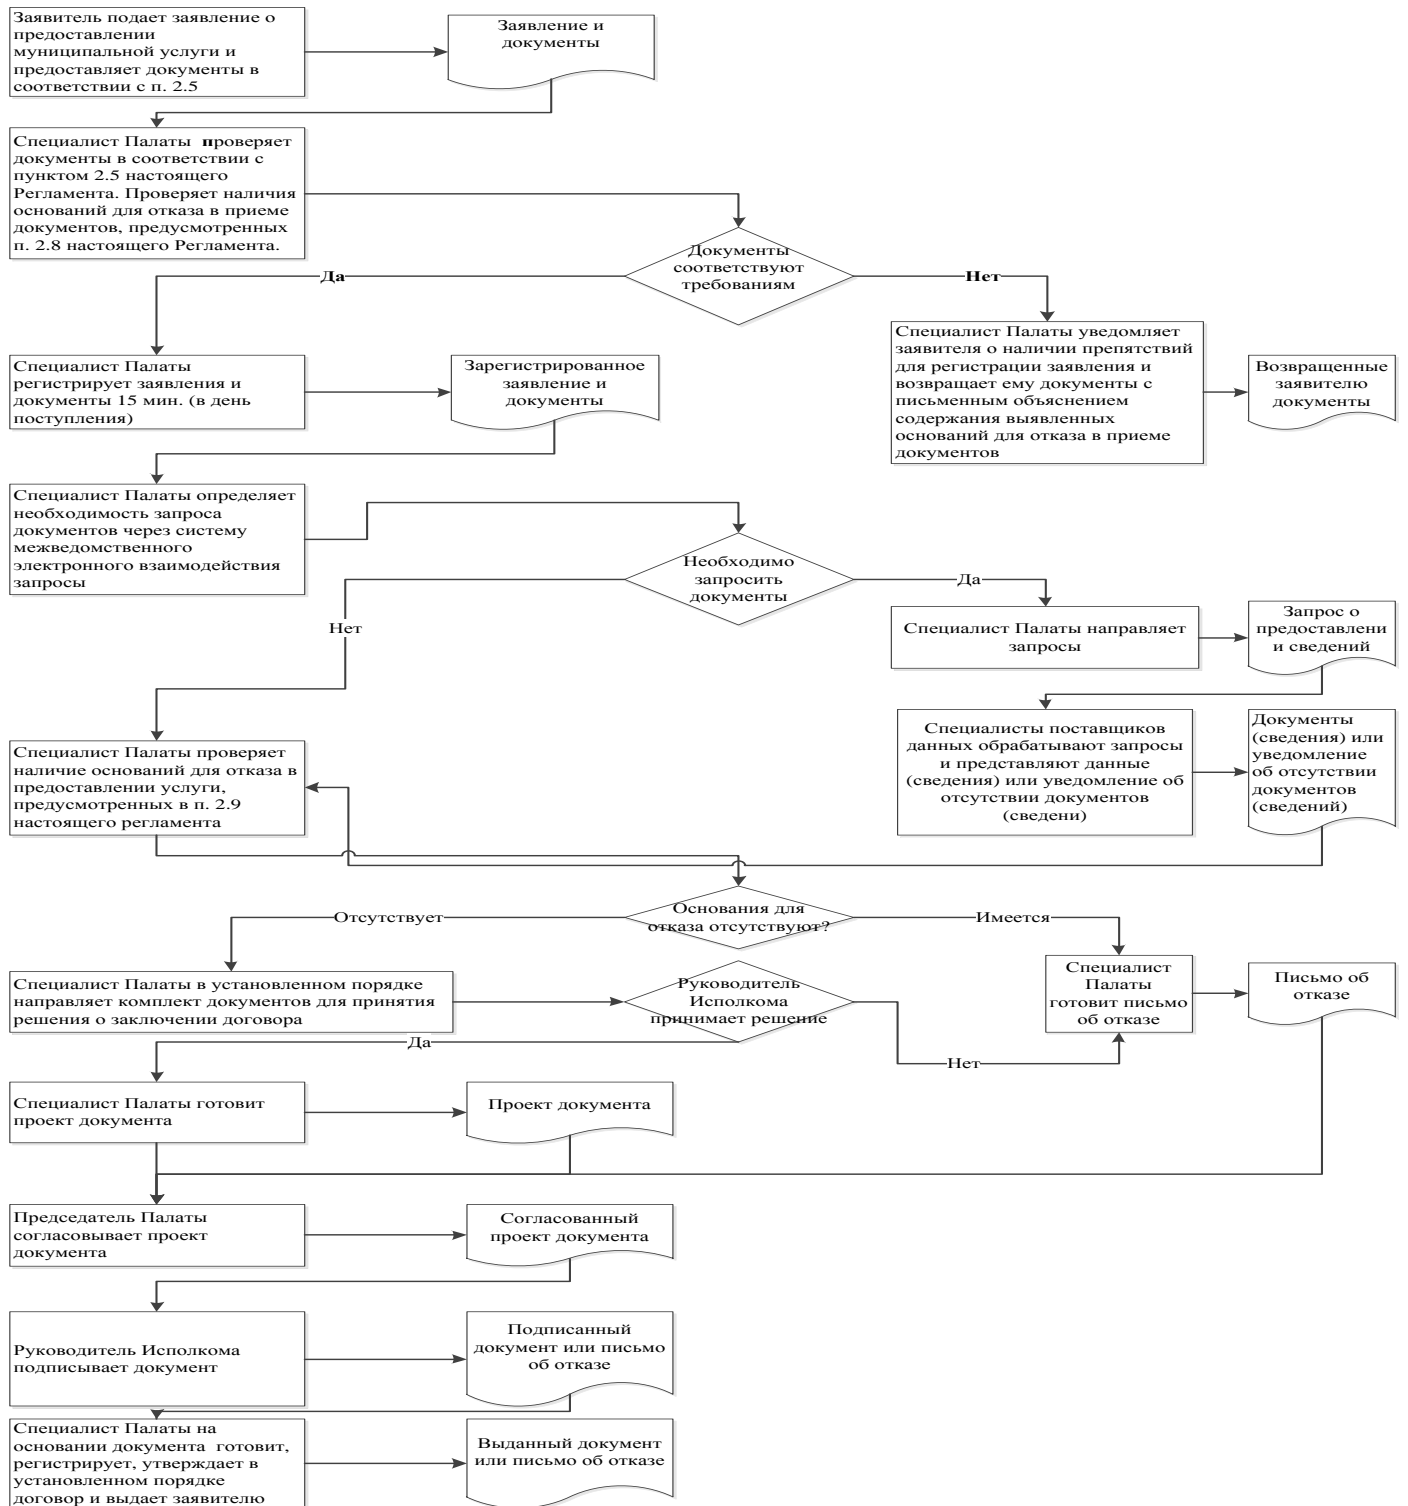 Заявитель подает заявление о
предоставлении
муниципальной услуги и
предоставляет документы в
соответствии с п. 2.5
Заявление и
документы
Специалист Палаты проверяет
документы в соответствии с
пунктом 2.5 настоящего
Регламента. Проверяет наличия
оснований для отказа в приеме
документов, предусмотренных
п. 2.8 настоящего Регламента.
Документы
соответствуют
требованиям
Да
Нет
Специалист Палаты
регистрирует заявления и
документы 15 мин. (в день
поступления)
Зарегистрированное
заявление и
документы
Специалист Палаты уведомляет
заявителя о наличии препятствий
для регистрации заявления и
возвращает ему документы с
письменным объяснением
содержания выявленных
оснований для отказа в приеме
документов
Возвращенные
заявителю
документы
Специалист Палаты определяет
необходимость запроса
документов через систему
межведомственного
электронного взаимодействия
запросы
Необходимо
запросить
документы
Да
Нет
Специалист Палаты направляет
запросы
Запрос о
предоставлени
и сведений
Специалисты поставщиков
данных обрабатывают запросы
и представляют данные
(сведения) или уведомление об
отсутствии документов
(сведени)
Документы
(сведения) или
уведомление
об отсутствии
документов
(сведений)
Специалист Палаты проверяет
наличие оснований для отказа в
предоставлении услуги,
предусмотренных в п. 2.9
настоящего регламента
Основания для
отказа отсутствуют?
Отсутствует
Имеется
Специалист Палаты в установленном порядке
направляет комплект документов для принятия
решения о заключении договора
Руководитель
Исполкома
принимает решение
Специалист
Палаты
готовит письмо
об отказе
Письмо об
отказе
Да
Нет
Специалист Палаты готовит
проект документа
Проект документа
Председатель Палаты
согласовывает проект
документа
Согласованный
проект документа
Руководитель Исполкома
подписывает документ
Подписанный
документ или письмо
об отказе
Специалист Палаты на
основании документа готовит,
регистрирует, утверждает в
установленном порядке
договор и выдает заявителю
Выданный документ
или письмо об отказе